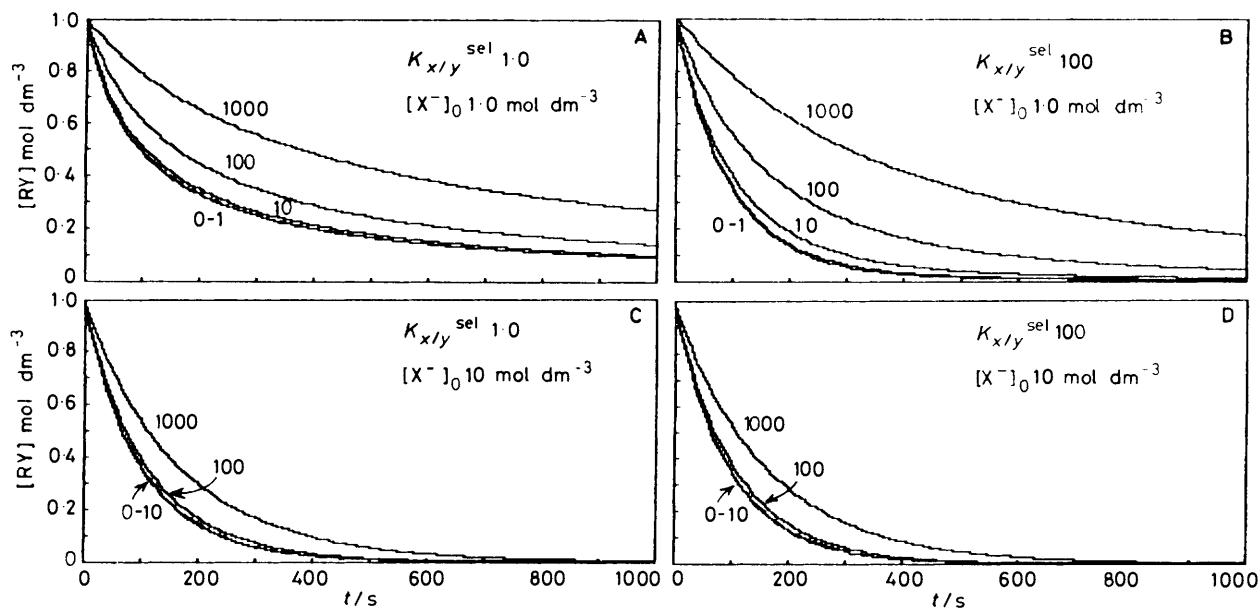 A
K x/y sel 1·0
[X⁻]₀ 1·0 mol dm⁻³
1000
100
10
0-1
[RY] mol dm⁻³
1·0
0·8
0·6
0·4
0·2
0
B
K x/y sel 100
[X⁻]₀ 1·0 mol dm⁻³
1000
100
10
0-1
C
K x/y sel 1·0
[X⁻]₀ 10 mol dm⁻³
1000
100
0-10
[RY] mol dm⁻³
1·0
0·8
0·6
0·4
0·2
0
0 200 400 600 800 1000
t/s
D
K x/y sel 100
[X⁻]₀ 10 mol dm⁻³
1000
100
0-10
0 200 400 600 800 1000
t/s